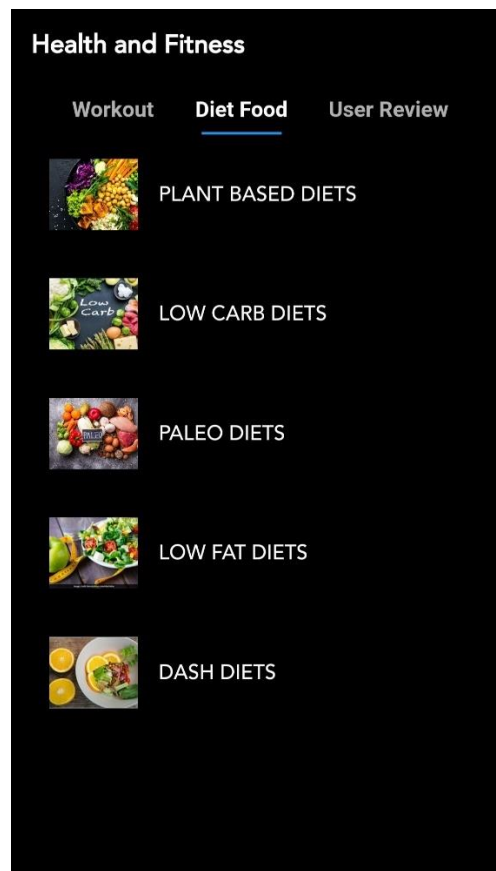 Health and Fitness
Workout Diet Food User Review
PLANT BASED DIETS
Low
Carb
LOW CARB DIETS
PALEO
PALEO DIETS
LOW FAT DIETS
DASH DIETS